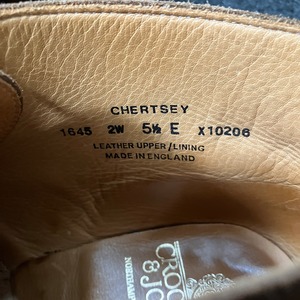 CHERTSEY
1645 2W 5½ E X10206
LEATHER UPPER/LINING
MADE IN ENGLAND